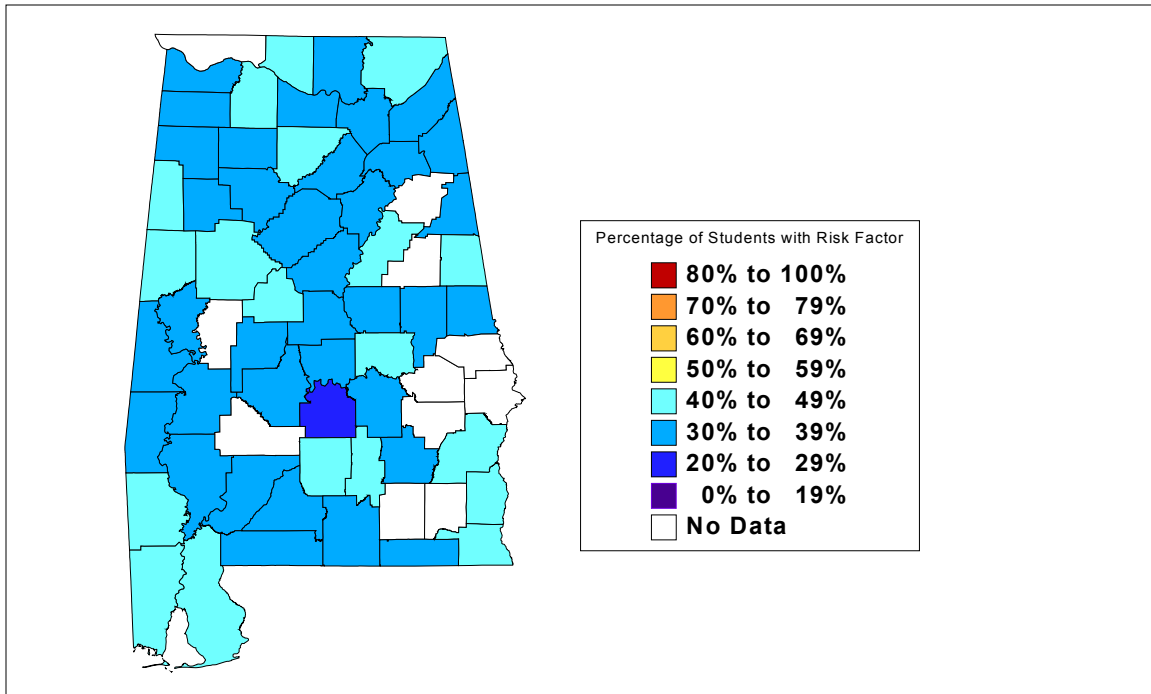 Percentage of Students with Risk Factor
80% to 100%
70% to 79%
60% to 69%
50% to 59%
40% to 49%
30% to 39%
20% to 29%
0% to 19%
No Data